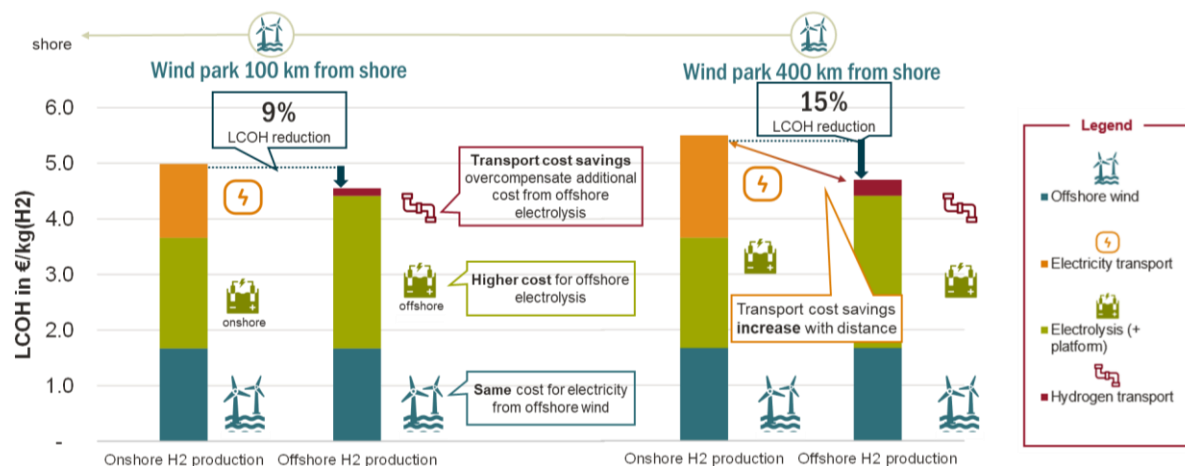 shore
Wind park 100 km from shore
Wind park 400 km from shore
LCOH in €/kg(H2)
6.0
5.0
4.0
3.0
2.0
1.0
-
9%
LCOH reduction
15%
LCOH reduction
Transport cost savings
overcompensate additional
cost from offshore
electrolysis
Higher cost for offshore
electrolysis
Same cost for electricity
from offshore wind
onshore
offshore
Transport cost savings
increase with distance
Onshore H2 production
Offshore H2 production
Onshore H2 production
Offshore H2 production
Legend
Offshore wind
Electricity transport
Electrolysis (+
platform)
Hydrogen transport